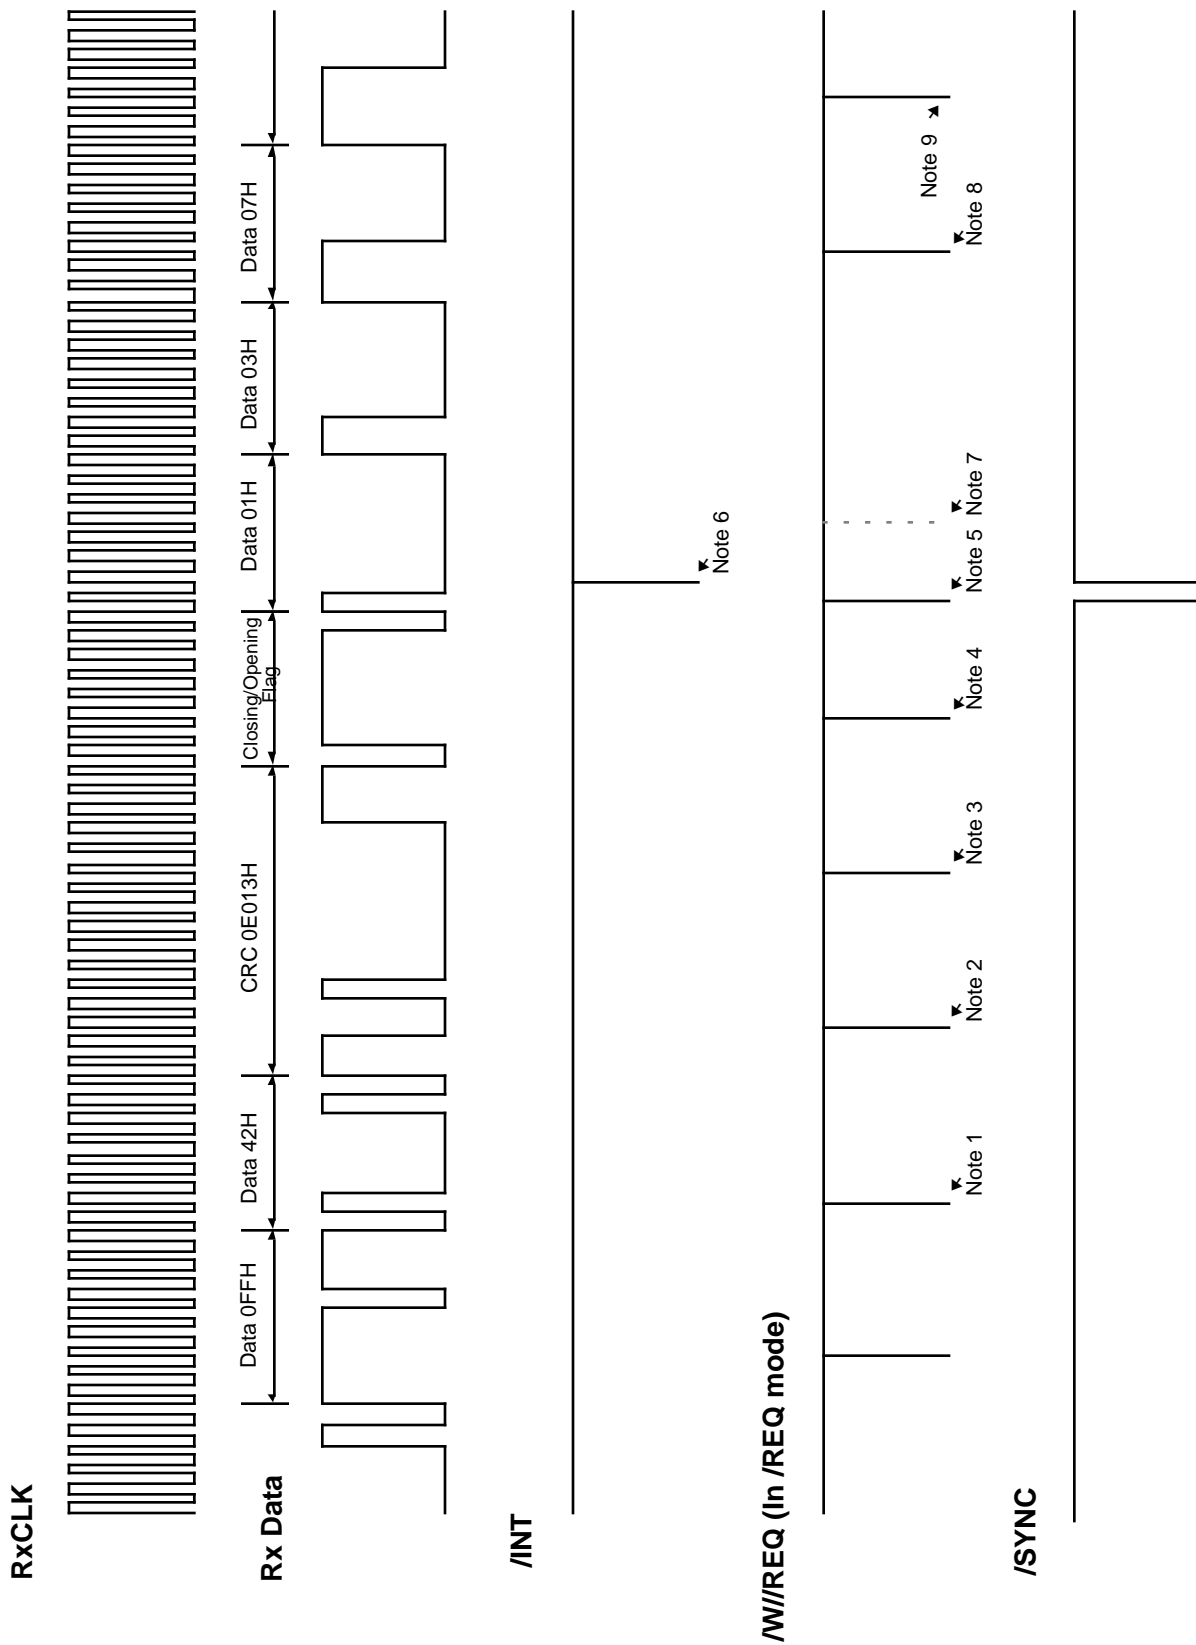 RxCLK
Rx Data
Data 0FFH
Data 42H
CRC 0E013H
Closing/Opening
Flag
Data 01H
Data 03H
Data 07H
/INT
Note 6
/W//REQ (In /REQ mode)
Note 1
Note 2
Note 3
Note 4
Note 5
Note 7
Note 8
Note 9
/SYNC